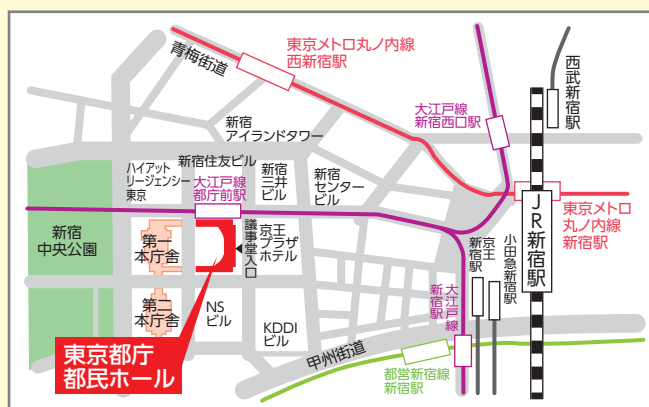 青梅街道
東京メトロ丸ノ内線
西新宿駅
西武新宿駅
大江戸線
新宿西口駅
新宿
アイランドタワー
ハイアット
リージェンシー
東京
新宿住友ビル
大江戸線
都庁前駅
新宿
三井
ビル
新宿
センター
ビル
新宿
中央公園
第一
本庁舎
議事堂入口
京王
プラザ
ホテル
東京メトロ
丸ノ内線
新宿駅
JR新宿駅
小田急新宿駅
京王
新宿駅
大江戸線
新宿駅
第二
本庁舎
NS
ビル
KDDI
ビル
東京都庁
都民ホール
甲州街道
都営新宿線
新宿駅